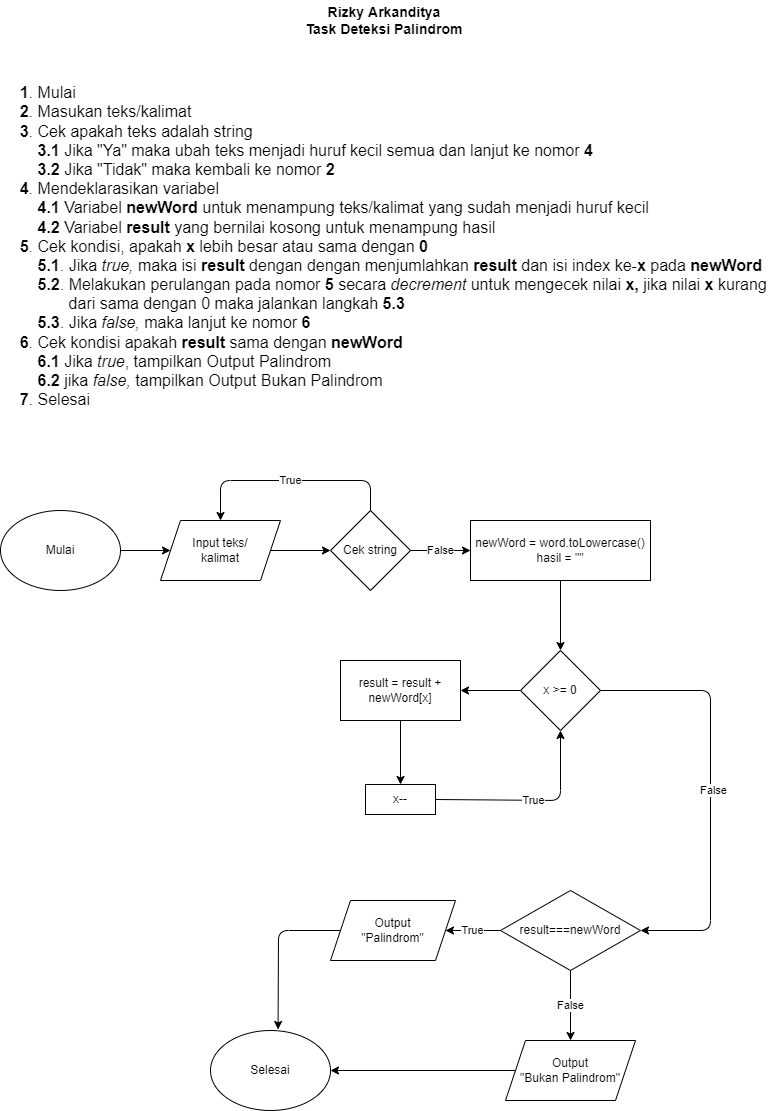 Rizky Arkanditya
Task Deteksi Palindrom
1. Mulai
2. Masukan teks/kalimat
3. Cek apakah teks adalah string
3.1 Jika "Ya" maka ubah teks menjadi huruf kecil semua dan lanjut ke nomor 4
3.2 Jika "Tidak" maka kembali ke nomor 2
4. Mendeklarasikan variabel
4.1 Variabel newWord untuk menampung teks/kalimat yang sudah menjadi huruf kecil
4.2 Variabel result yang bernilai kosong untuk menampung hasil
5. Cek kondisi, apakah x lebih besar atau sama dengan 0
5.1. Jika true, maka isi result dengan dengan menjumlahkan result dan isi index ke-x pada newWord
5.2. Melakukan perulangan pada nomor 5 secara decrement untuk mengecek nilai x, jika nilai x kurang
dari sama dengan 0 maka jalankan langkah 5.3
5.3. Jika false, maka lanjut ke nomor 6
6. Cek kondisi apakah result sama dengan newWord
6.1 Jika true, tampilkan Output Palindrom
6.2 jika false, tampilkan Output Bukan Palindrom
7. Selesai
True
Mulai
Input teks/
kalimat
Cek string
False
newWord = word.toLowercase()
hasil = ""
result = result +
newWord[x]
x >= 0
x--
True
False
Output
"Palindrom"
True
result===newWord
False
Selesai
Output
"Bukan Palindrom"